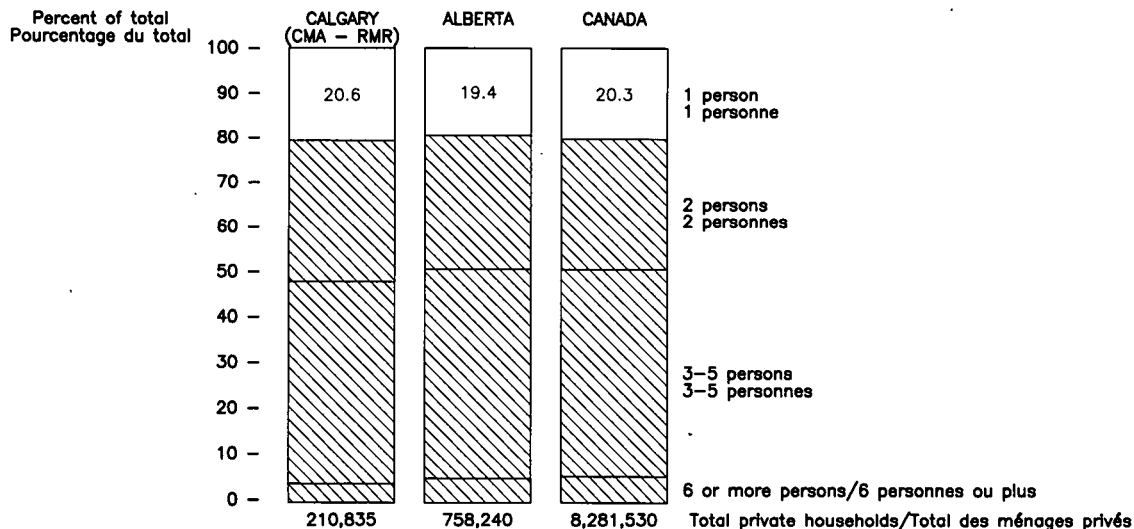 Percent of total
Pourcentage du total
CALGARY
(CMA – RMR)
ALBERTA
CANADA
100 –
90 –
80 –
70 –
60 –
50 –
40 –
30 –
20 –
10 –
0 –
20.6
19.4
20.3
1 person
1 personne
2 persons
2 personnes
3–5 persons
3–5 personnes
6 or more persons/6 personnes ou plus
210,835
758,240
8,281,530
Total private households/Total des ménages privés